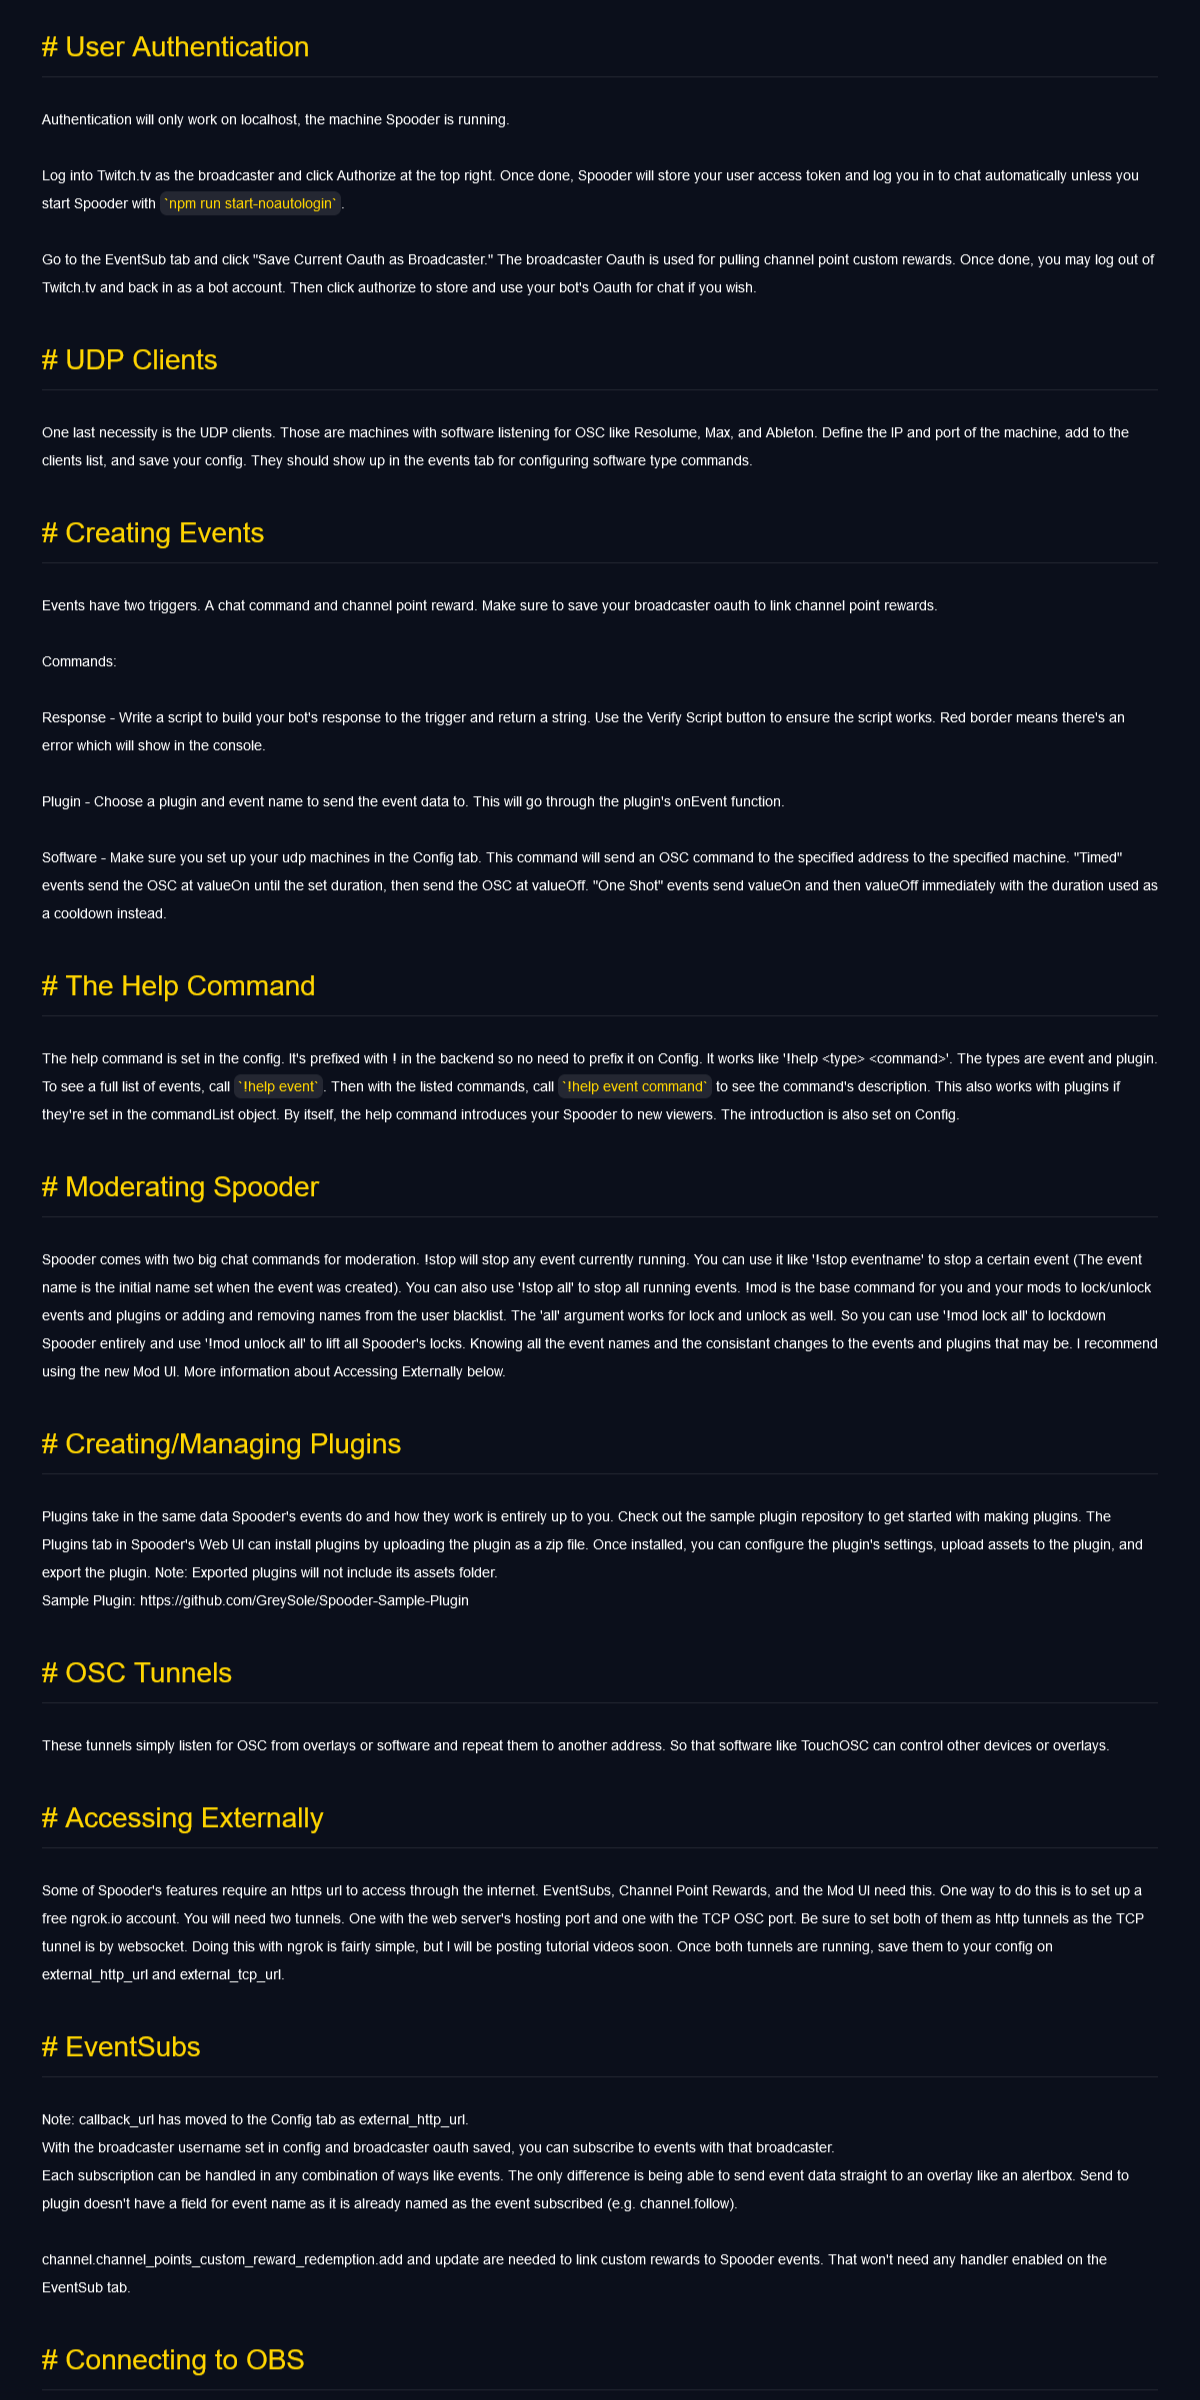 # User Authentication
Authentication will only work on localhost, the machine Spooder is running.
Log into Twitch.tv as the broadcaster and click Authorize at the top right. Once done, Spooder will store your user access token and log you in to chat automatically unless you
start Spooder with `npm run start-noautologin`.
Go to the EventSub tab and click "Save Current Oauth as Broadcaster." The broadcaster Oauth is used for pulling channel point custom rewards. Once done, you may log out of
Twitch.tv and back in as a bot account. Then click authorize to store and use your bot's Oauth for chat if you wish.
# UDP Clients
One last necessity is the UDP clients. Those are machines with software listening for OSC like Resolume, Max, and Ableton. Define the IP and port of the machine, add to the
clients list, and save your config. They should show up in the events tab for configuring software type commands.
# Creating Events
Events have two triggers. A chat command and channel point reward. Make sure to save your broadcaster oauth to link channel point rewards.
Commands:
Response - Write a script to build your bot's response to the trigger and return a string. Use the Verify Script button to ensure the script works. Red border means there's an
error which will show in the console.
Plugin - Choose a plugin and event name to send the event data to. This will go through the plugin's onEvent function.
Software - Make sure you set up your udp machines in the Config tab. This command will send an OSC command to the specified address to the specified machine. "Timed"
events send the OSC at valueOn until the set duration, then send the OSC at valueOff. "One Shot" events send valueOn and then valueOff immediately with the duration used as
a cooldown instead.
# The Help Command
The help command is set in the config. It's prefixed with ! in the backend so no need to prefix it on Config. It works like '!help <type> <command>'. The types are event and plugin.
To see a full list of events, call `!help event`. Then with the listed commands, call `!help event command` to see the command's description. This also works with plugins if
they're set in the commandList object. By itself, the help command introduces your Spooder to new viewers. The introduction is also set on Config.
# Moderating Spooder
Spooder comes with two big chat commands for moderation. !stop will stop any event currently running. You can use it like '!stop eventname' to stop a certain event (The event
name is the initial name set when the event was created). You can also use '!stop all' to stop all running events. !mod is the base command for you and your mods to lock/unlock
events and plugins or adding and removing names from the user blacklist. The 'all' argument works for lock and unlock as well. So you can use '!mod lock all' to lockdown
Spooder entirely and use '!mod unlock all' to lift all Spooder's locks. Knowing all the event names and the consistant changes to the events and plugins that may be. I recommend
using the new Mod UI. More information about Accessing Externally below.
# Creating/Managing Plugins
Plugins take in the same data Spooder's events do and how they work is entirely up to you. Check out the sample plugin repository to get started with making plugins. The
Plugins tab in Spooder's Web UI can install plugins by uploading the plugin as a zip file. Once installed, you can configure the plugin's settings, upload assets to the plugin, and
export the plugin. Note: Exported plugins will not include its assets folder.
Sample Plugin: https://github.com/GreySole/Spooder-Sample-Plugin
# OSC Tunnels
These tunnels simply listen for OSC from overlays or software and repeat them to another address. So that software like TouchOSC can control other devices or overlays.
# Accessing Externally
Some of Spooder's features require an https url to access through the internet. EventSubs, Channel Point Rewards, and the Mod UI need this. One way to do this is to set up a
free ngrok.io account. You will need two tunnels. One with the web server's hosting port and one with the TCP OSC port. Be sure to set both of them as http tunnels as the TCP
tunnel is by websocket. Doing this with ngrok is fairly simple, but I will be posting tutorial videos soon. Once both tunnels are running, save them to your config on
external_http_url and external_tcp_url.
# EventSubs
Note: callback_url has moved to the Config tab as external_http_url.
With the broadcaster username set in config and broadcaster oauth saved, you can subscribe to events with that broadcaster.
Each subscription can be handled in any combination of ways like events. The only difference is being able to send event data straight to an overlay like an alertbox. Send to
plugin doesn't have a field for event name as it is already named as the event subscribed (e.g. channel.follow).
channel.channel_points_custom_reward_redemption.add and update are needed to link custom rewards to Spooder events. That won't need any handler enabled on the
EventSub tab.
# Connecting to OBS